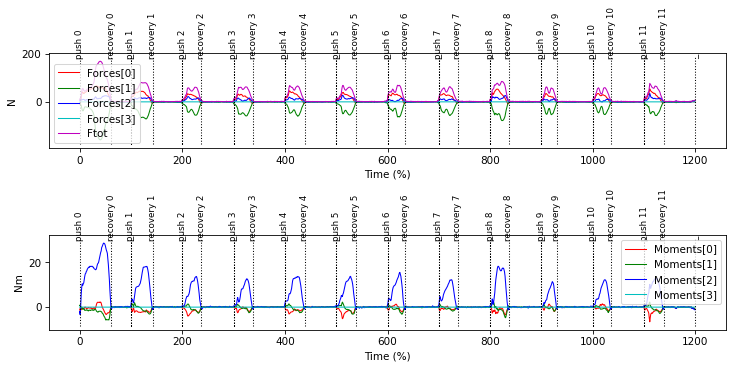 push 0 recovery 0 push 1 recovery 1 push 2 recovery 2 push 3 recovery 3 push 4 recovery 4 push 5 recovery 5 push 6 recovery 6 push 7 recovery 7 push 8 recovery 8 push 9 recovery 9 push 10 recovery 10 push 11 recovery 11
200
0
N
Forces[0]
Forces[1]
Forces[2]
Forces[3]
Ftot
0 200 400 600 800 1000 1200
Time (%)
push 0 recovery 0 push 1 recovery 1 push 2 recovery 2 push 3 recovery 3 push 4 recovery 4 push 5 recovery 5 push 6 recovery 6 push 7 recovery 7 push 8 recovery 8 push 9 recovery 9 push 10 recovery 10 push 11 recovery 11
20
0
Nm
Moments[0]
Moments[1]
Moments[2]
Moments[3]
0 200 400 600 800 1000 1200
Time (%)